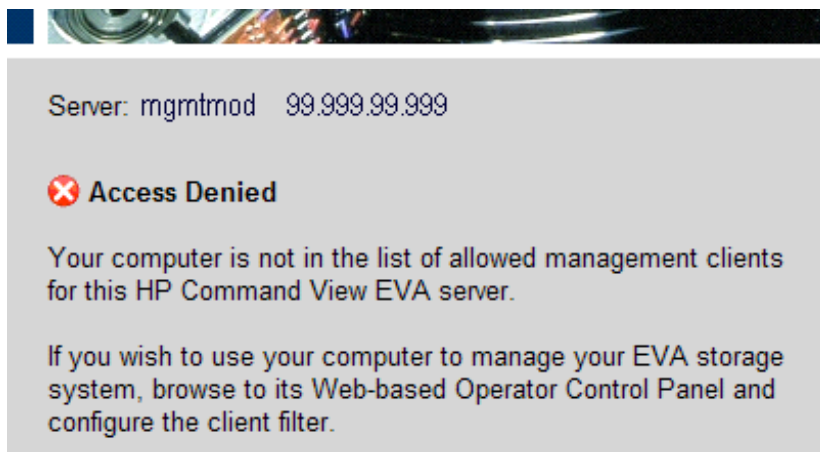 Server: mgmtmod 99.999.99.999
Access Denied
Your computer is not in the list of allowed management clients
for this HP Command View EVA server.
If you wish to use your computer to manage your EVA storage
system, browse to its Web-based Operator Control Panel and
configure the client filter.